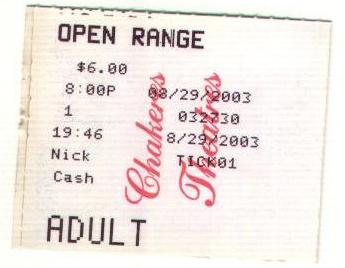 OPEN RANGE
$6.00
8:00P 08/29/2003
1 032730
19:46 8/29/2003
Nick TICK01
Cash
ADULT
Chakeres
Theatres